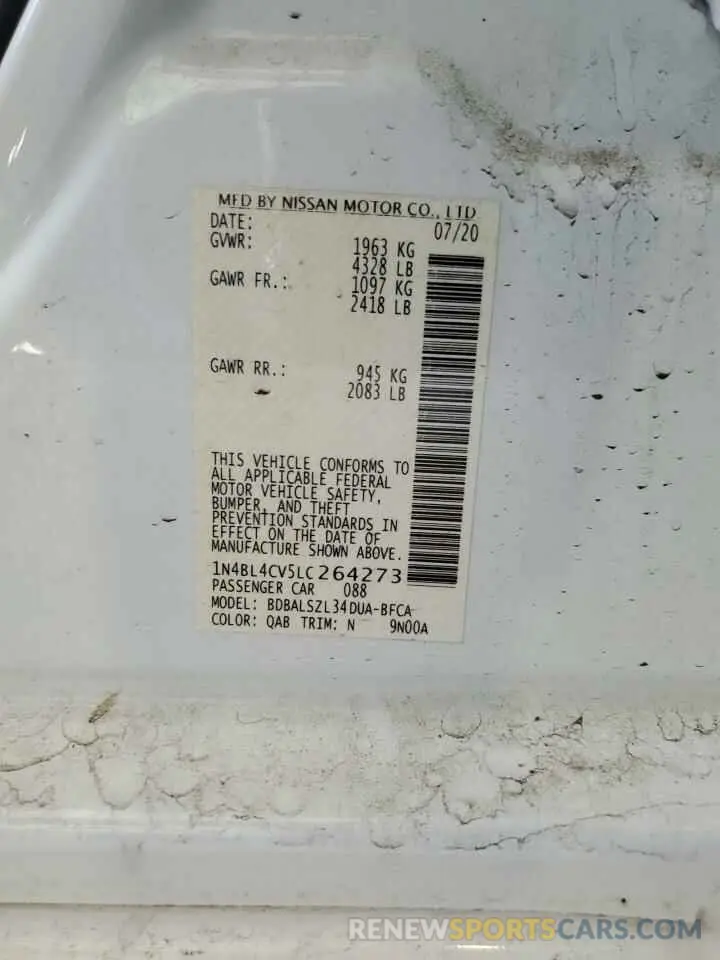 MFD BY NISSAN MOTOR CO., LTD
DATE: 07/20
GVWR: 1963 KG
4328 LB
GAWR FR.: 1097 KG
2418 LB
GAWR RR.: 945 KG
2083 LB
THIS VEHICLE CONFORMS TO
ALL APPLICABLE FEDERAL
MOTOR VEHICLE SAFETY,
BUMPER, AND THEFT
PREVENTION STANDARDS IN
EFFECT ON THE DATE OF
MANUFACTURE SHOWN ABOVE.
1N4BL4CV5LC264273
PASSENGER CAR 088
MODEL: BDBALSZL34DUA-BFCA
COLOR: QAB TRIM: N 9N00A
RENEWSPORTSCARS.COM